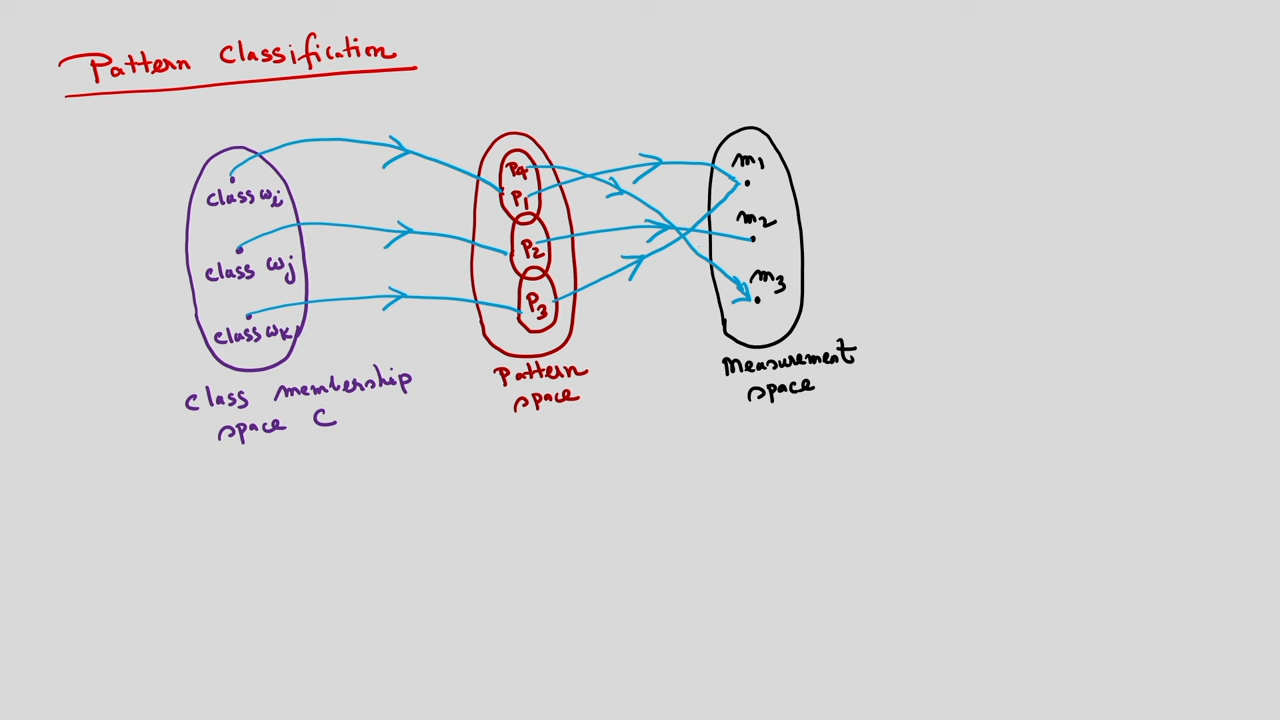 Pattern Classification
class ωi
class ωj
class ωk
class membership
space C
P4
P1
P2
P3
Pattern
space
m1
m2
m3
Measurement
space